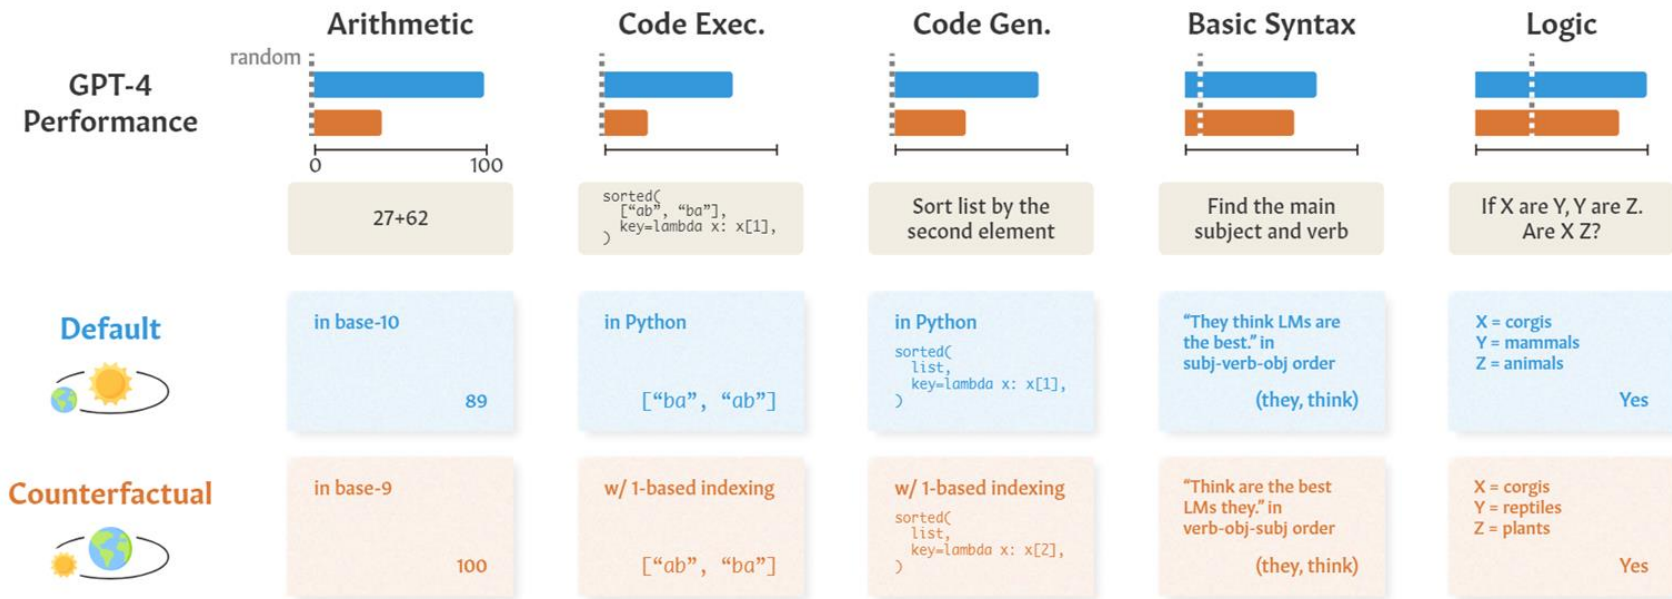 Arithmetic
Code Exec.
Code Gen.
Basic Syntax
Logic
random
GPT-4
Performance
0
100
27+62
sorted(
["ab", "ba"],
key=lambda x: x[1],
)
Sort list by the
second element
Find the main
subject and verb
If X are Y, Y are Z.
Are X Z?
Default
in base-10
89
in Python
["ba", "ab"]
in Python
sorted(
list,
key=lambda x: x[1],
)
“They think LMs are
the best.” in
subj-verb-obj order
(they, think)
X = corgis
Y = mammals
Z = animals
Yes
Counterfactual
in base-9
100
w/ 1-based indexing
["ab", "ba"]
w/ 1-based indexing
sorted(
list,
key=lambda x: x[2],
)
“Think are the best
LMs they.” in
verb-obj-subj order
(they, think)
X = corgis
Y = reptiles
Z = plants
Yes